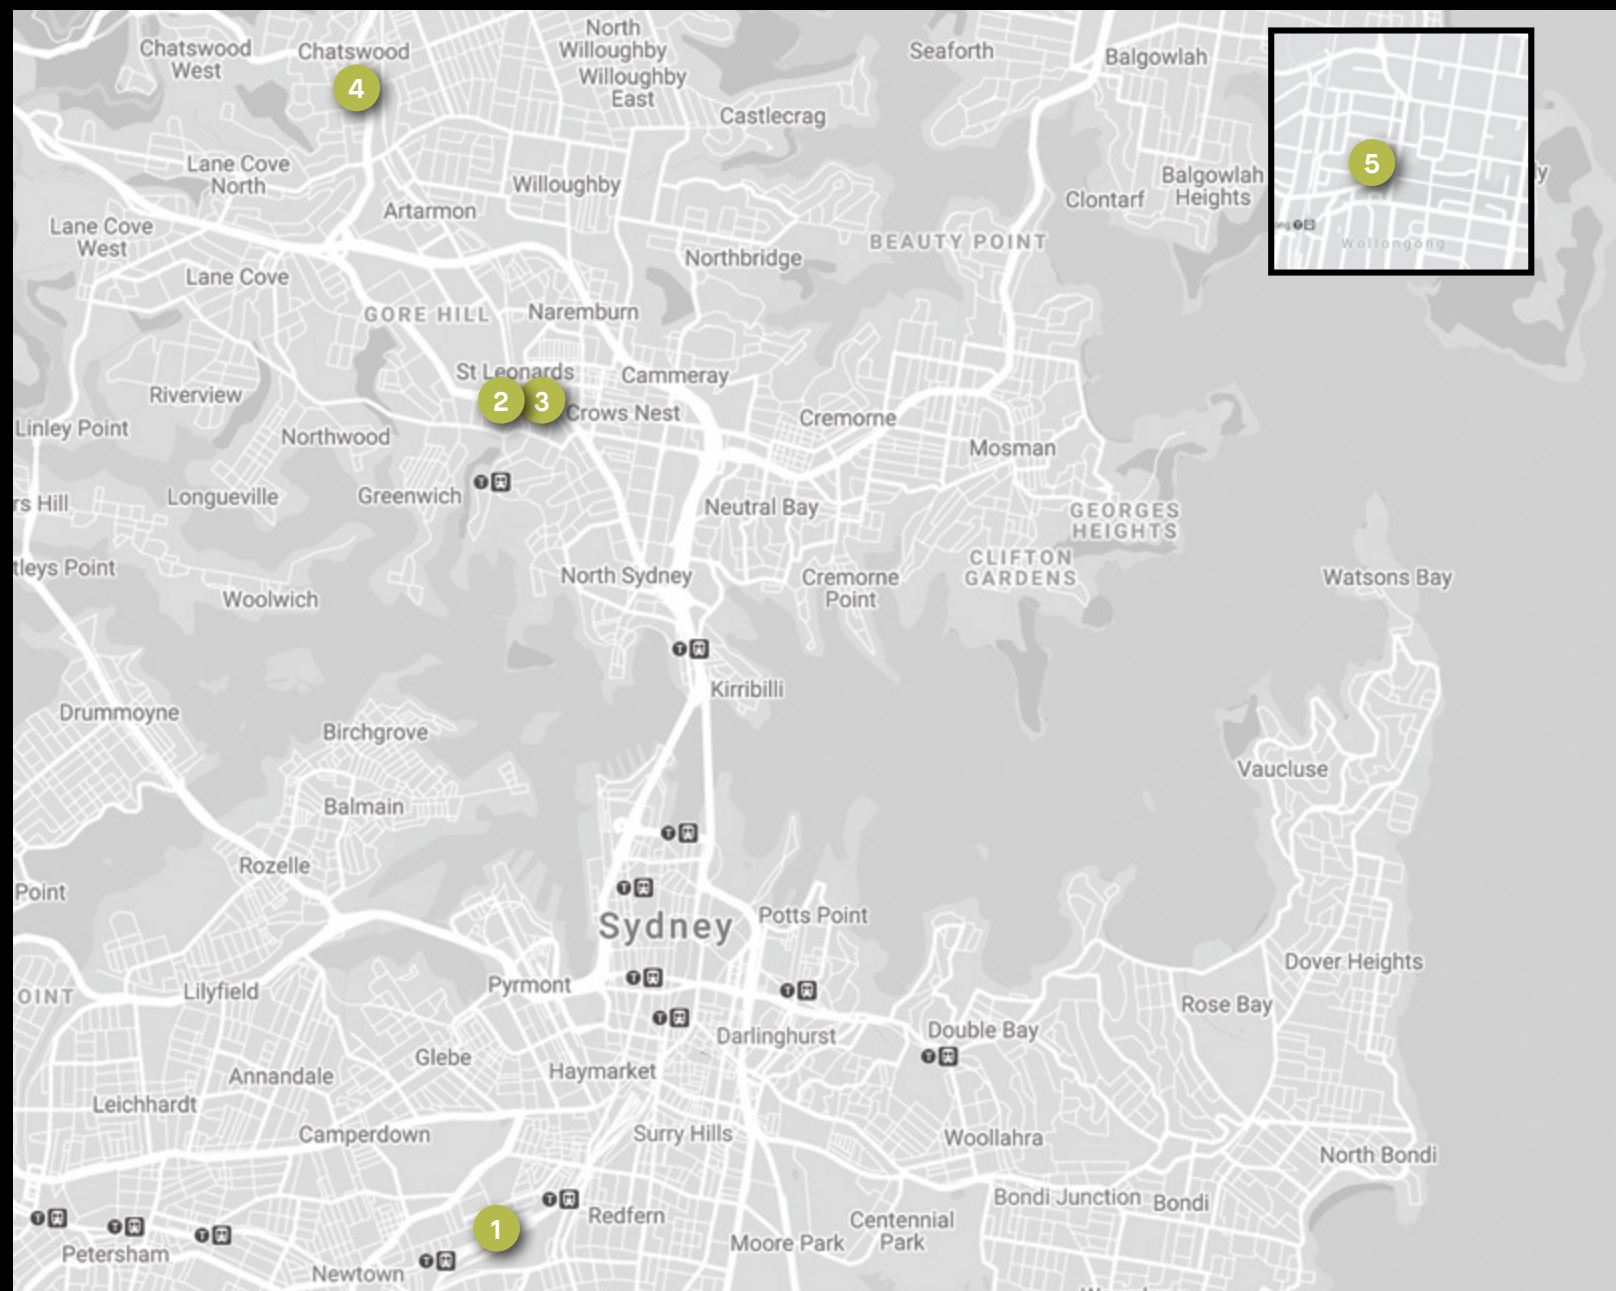 North
Willoughby
Chatswood
West
Chatswood
Seaforth
Balgowlah
4
Willoughby
East
Castlecrag
Lane Cove
North
Willoughby
Balgowlah
Heights
5
Clontarf
Artarmon
Lane Cove
West
BEAUTY POINT
Wollongong
Northbridge
Lane Cove
GORE HILL
Naremburn
St Leonards
Cammeray
Riverview
2
3
Crows Nest
Cremorne
Linley Point
Northwood
Mosman
Longueville
Greenwich
T
rs Hill
Neutral Bay
GEORGES
HEIGHTS
tleys Point
North Sydney
CLIFTON
GARDENS
Cremorne
Point
Watsons Bay
Woolwich
T
Kirribilli
Drummoyne
Birchgrove
Vaucluse
Balmain
T
Rozelle
T
Point
Sydney
Potts Point
Dover Heights
T
Pyrmont
T
OINT
Lilyfield
Rose Bay
T
Darlinghurst
Double Bay
T
Glebe
Haymarket
Annandale
Leichhardt
Camperdown
Surry Hills
Woollahra
North Bondi
T
Redfern
Bondi Junction
Bondi
T
T
T
1
Centennial
Park
Moore Park
Petersham
T
Newtown